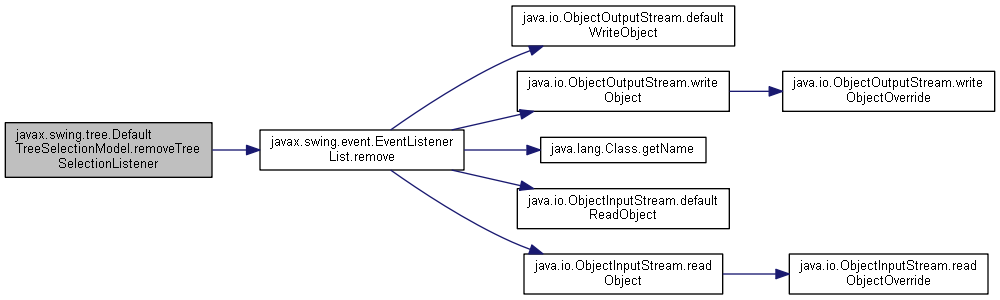 javax.swing.tree.Default
TreeSelectionModel.removeTree
SelectionListener
javax.swing.event.EventListener
List.remove
java.io.ObjectOutputStream.default
WriteObject
java.io.ObjectOutputStream.write
Object
java.io.ObjectOutputStream.write
ObjectOverride
java.lang.Class.getName
java.io.ObjectInputStream.default
ReadObject
java.io.ObjectInputStream.read
Object
java.io.ObjectInputStream.read
ObjectOverride